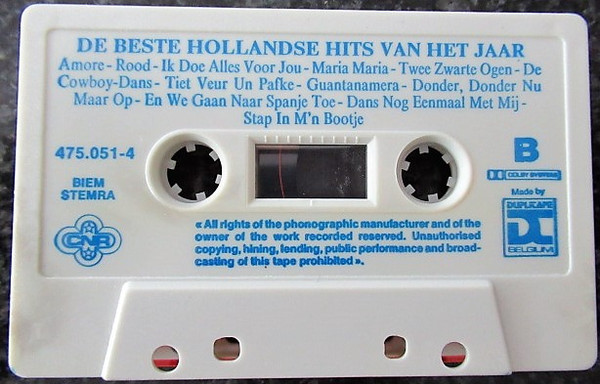 DE BESTE HOLLANDSE HITS VAN HET JAAR
Amore - Rood - Ik Doe Alles Voor Jou - Maria Maria - Twee Zwarte Ogen - De
Cowboy-Dans - Tiet Veur Un Pafke - Guantanamera - Donder, Donder Nu
Maar Op - En We Gaan Naar Spanje Toe - Dans Nog Eenmaal Met Mij -
Stap In M'n Bootje
475.051-4
B
DOLBY SYSTEM
BIEM
STEMRA
Made by
DUPLITAPE
BELGIUM
CNR
« All rights of the phonographic manufacturer and of the
owner of the work recorded reserved. Unauthorised
copying, hining, lending, public performance and broad-
casting of this tape prohibited ».